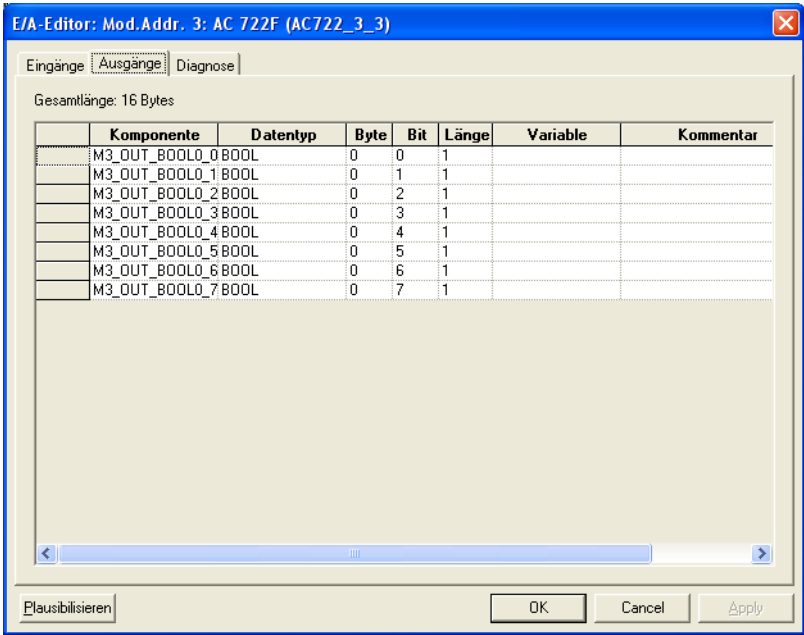 E/A-Editor: Mod.Addr. 3: AC 722F (AC722_3_3)
Eingänge Ausgänge Diagnose
Gesamtlänge: 16 Bytes
Komponente Datentyp Byte Bit Länge Variable Kommentar
M3_OUT_BOOL0_0 BOOL 0 0 1
M3_OUT_BOOL0_1 BOOL 0 1 1
M3_OUT_BOOL0_2 BOOL 0 2 1
M3_OUT_BOOL0_3 BOOL 0 3 1
M3_OUT_BOOL0_4 BOOL 0 4 1
M3_OUT_BOOL0_5 BOOL 0 5 1
M3_OUT_BOOL0_6 BOOL 0 6 1
M3_OUT_BOOL0_7 BOOL 0 7 1
Plausibilisieren OK Cancel Apply